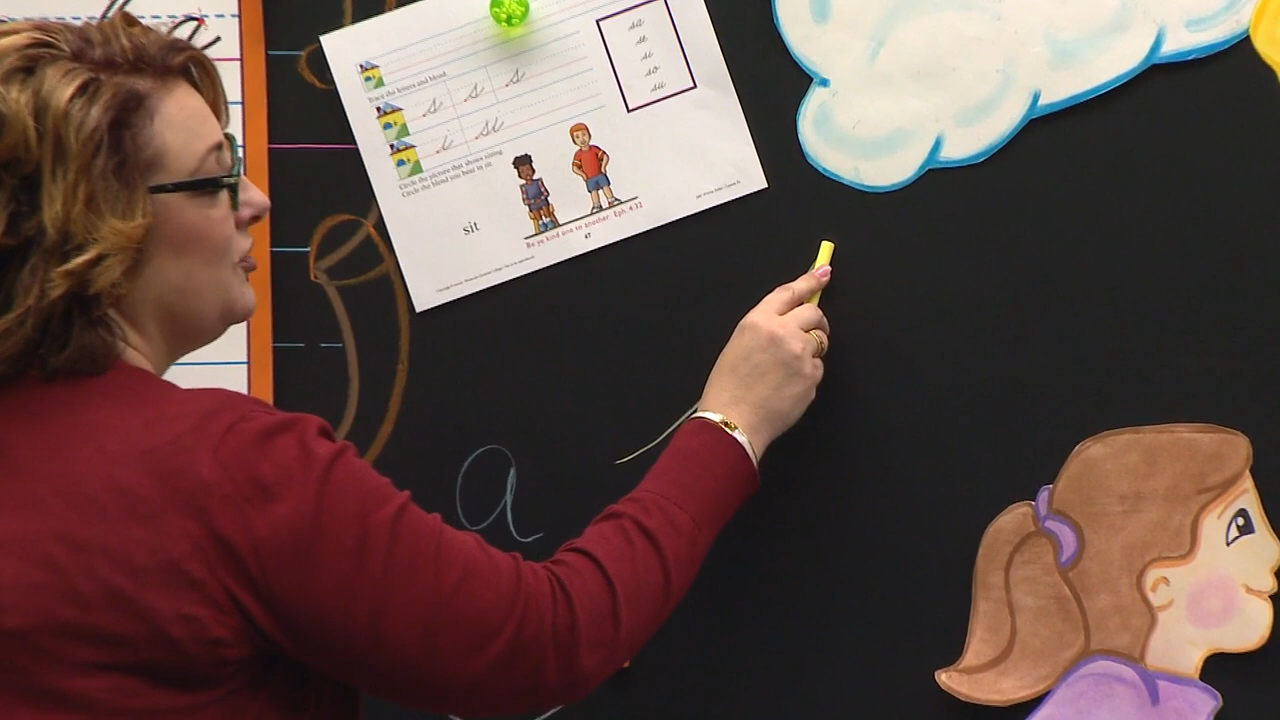 Trace the letters and blend.
s s s
i si
sa
se
si
so
su
Circle the picture that shows sitting.
Circle the blend you hear in sit.
sit
Be ye kind one to another. Eph. 4:32
47
a